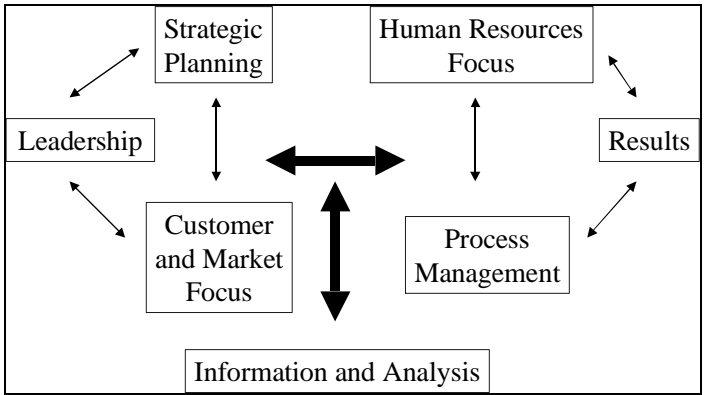 Strategic
Planning
Human Resources
Focus
Leadership
Results
Customer
and Market
Focus
Process
Management
Information and Analysis